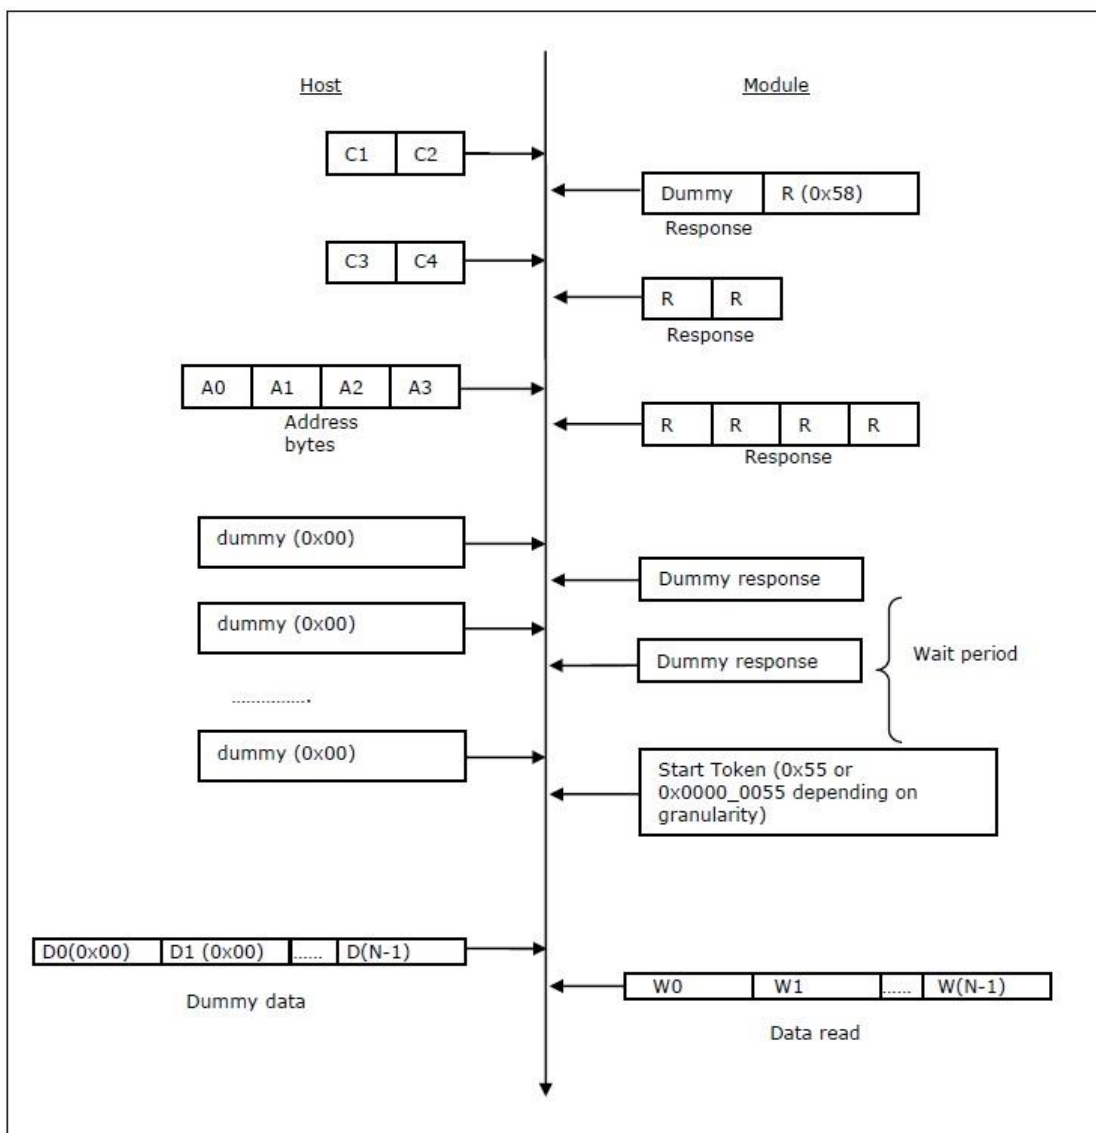 Host
Module
C1 C2
Dummy R (0x58)
Response
C3 C4
R R
Response
A0 A1 A2 A3
Address
bytes
R R R R
Response
dummy (0x00)
Dummy response
dummy (0x00)
Dummy response
Wait period
................
dummy (0x00)
Start Token (0x55 or
0x0000_0055 depending on
granularity)
D0(0x00) D1 (0x00) ...... D(N-1)
Dummy data
W0 W1 ...... W(N-1)
Data read